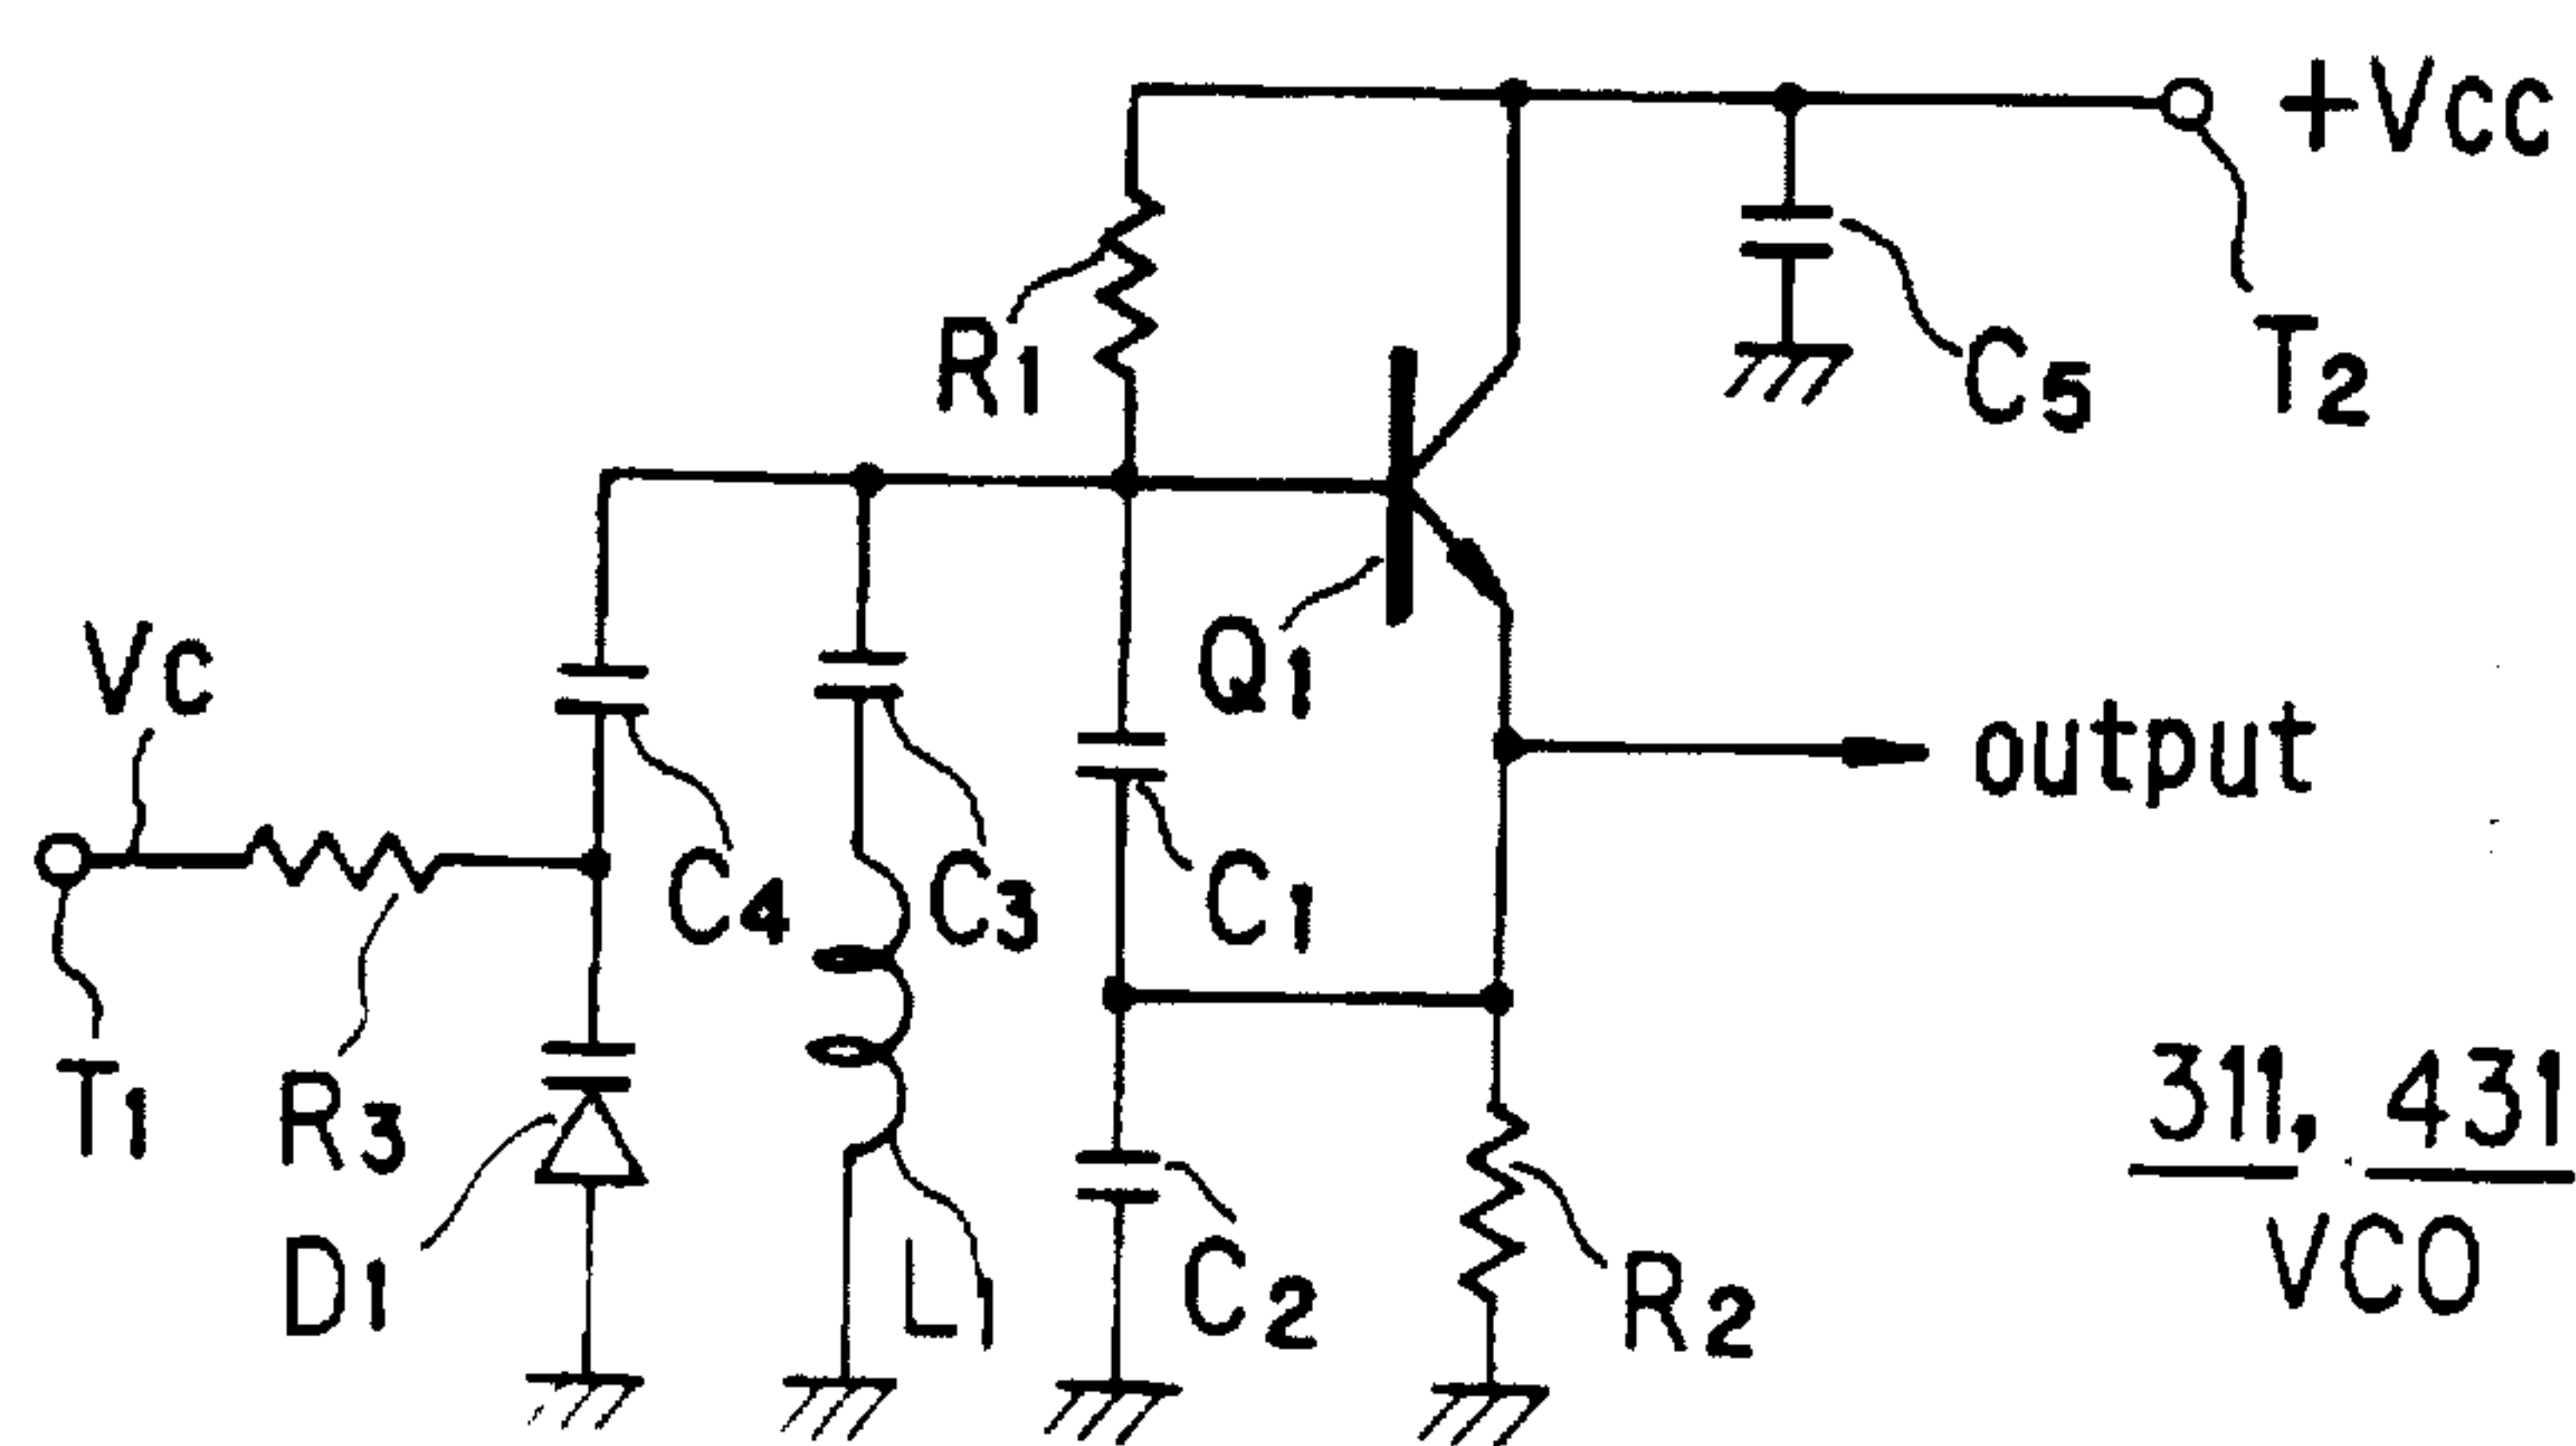 +Vcc
R1
C5
T2
Vc
Q1
output
C4
C3
C1
T1
R3
D1
L1
C2
R2
311, 431
VCO